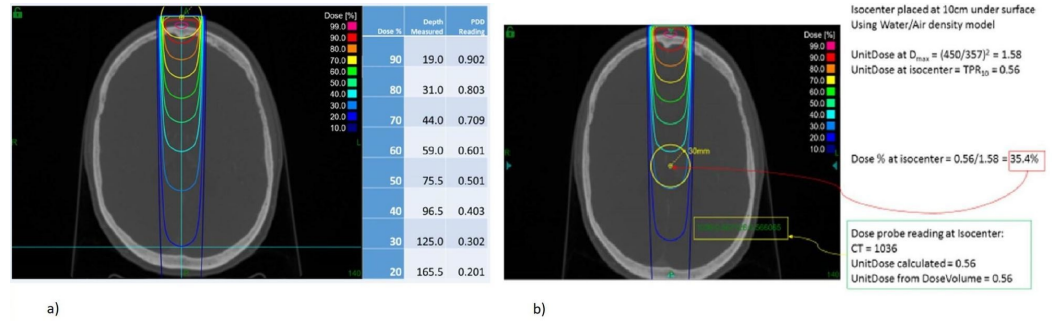 Dose [%]
99.0
90.0
80.0
70.0
60.0
50.0
40.0
30.0
20.0
10.0
R
L
140
Dose % Depth Measured PDD Reading
90 19.0 0.902
80 31.0 0.803
70 44.0 0.709
60 59.0 0.601
50 75.5 0.501
40 96.5 0.403
30 125.0 0.302
20 165.5 0.201
a)
Dose [%]
99.0
90.0
80.0
70.0
60.0
50.0
40.0
30.0
20.0
10.0
30mm
R
L
140
b)
Isocenter placed at 10cm under surface
Using Water/Air density model
UnitDose at Dmax = (450/357)² = 1.58
UnitDose at isocenter = TPR₁₀ = 0.56
Dose % at isocenter = 0.56/1.58 = 35.4%
Dose probe reading at Isocenter:
CT = 1036
UnitDose calculated = 0.56
UnitDose from DoseVolume = 0.56